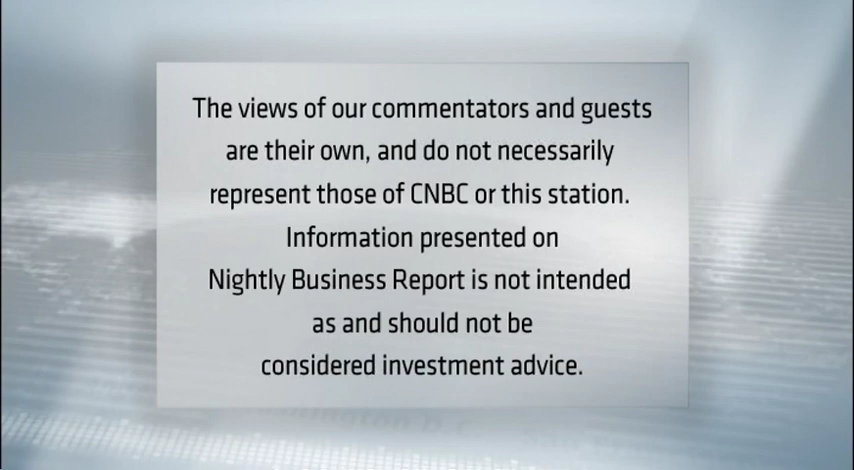 The views of our commentators and guests
are their own, and do not necessarily
represent those of CNBC or this station.
Information presented on
Nightly Business Report is not intended
as and should not be
considered investment advice.